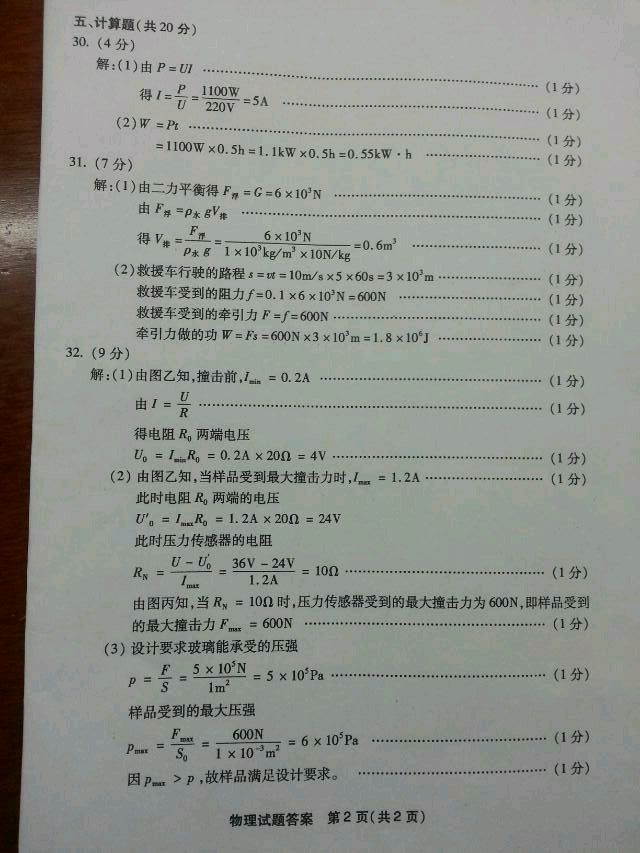 五、计算题(共20分)
30. (4分)
解:(1)由 P=UI ……………………………………………(1分)
得 I = P/U = 1100W/220V = 5A ……………………………………(1分)
(2)W = Pt ……………………………………………(1分)
=1100W×0.5h=1.1kW×0.5h=0.55kW·h ………………(1分)
31. (7分)
解:(1)由二力平衡得 F浮=G=6×10³N ……………………………(1分)
由 F浮=ρ水gV排 ……………………………………………(1分)
得 V排 = F浮/ρ水g = 6×10³N/1×10³kg/m³×10N/kg = 0.6m³ ………………(1分)
(2)救援车行驶的路程 s=vt=10m/s×5×60s=3×10³m ………………(1分)
救援车受到的阻力 f=0.1×6×10³N=600N ………………(1分)
救援车受到的牵引力 F=f=600N ……………………………(1分)
牵引力做的功 W=Fs=600N×3×10³m=1.8×10⁶J ………………(1分)
32. (9分)
解:(1)由图乙知,撞击前,Imin = 0.2A ……………………………(1分)
由 I = U/R ……………………………………………(1分)
得电阻 R₀ 两端电压
U₀ = IminR₀ = 0.2A×20Ω = 4V ……………………………(1分)
(2) 由图乙知,当样品受到最大撞击力时,Imax = 1.2A ………………(1分)
此时电阻 R₀ 两端的电压
U′₀ = ImaxR₀ = 1.2A×20Ω = 24V
此时压力传感器的电阻
RN = U−U′₀/Imax = 36V−24V/1.2A = 10Ω ……………………………(1分)
由图丙知,当 RN = 10Ω 时,压力传感器受到的最大撞击力为 600N,即样品受到
的最大撞击力 Fmax = 600N ……………………………(1分)
(3) 设计要求玻璃能承受的压强
p = F/S = 5×10⁵N/1m² = 5×10⁵Pa ……………………………(1分)
样品受到的最大压强
pmax = Fmax/S₀ = 600N/1×10⁻³m² = 6×10⁵Pa ………………(1分)
因 pmax > p,故样品满足设计要求。 ………………(1分)
物理试题答案 第2页(共2页)